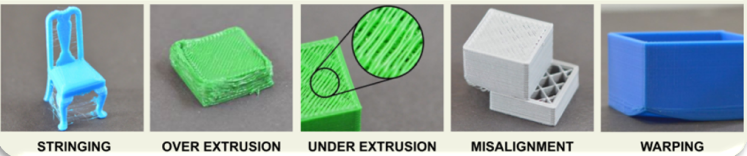 STRINGING
OVER EXTRUSION
UNDER EXTRUSION
MISALIGNMENT
WARPING